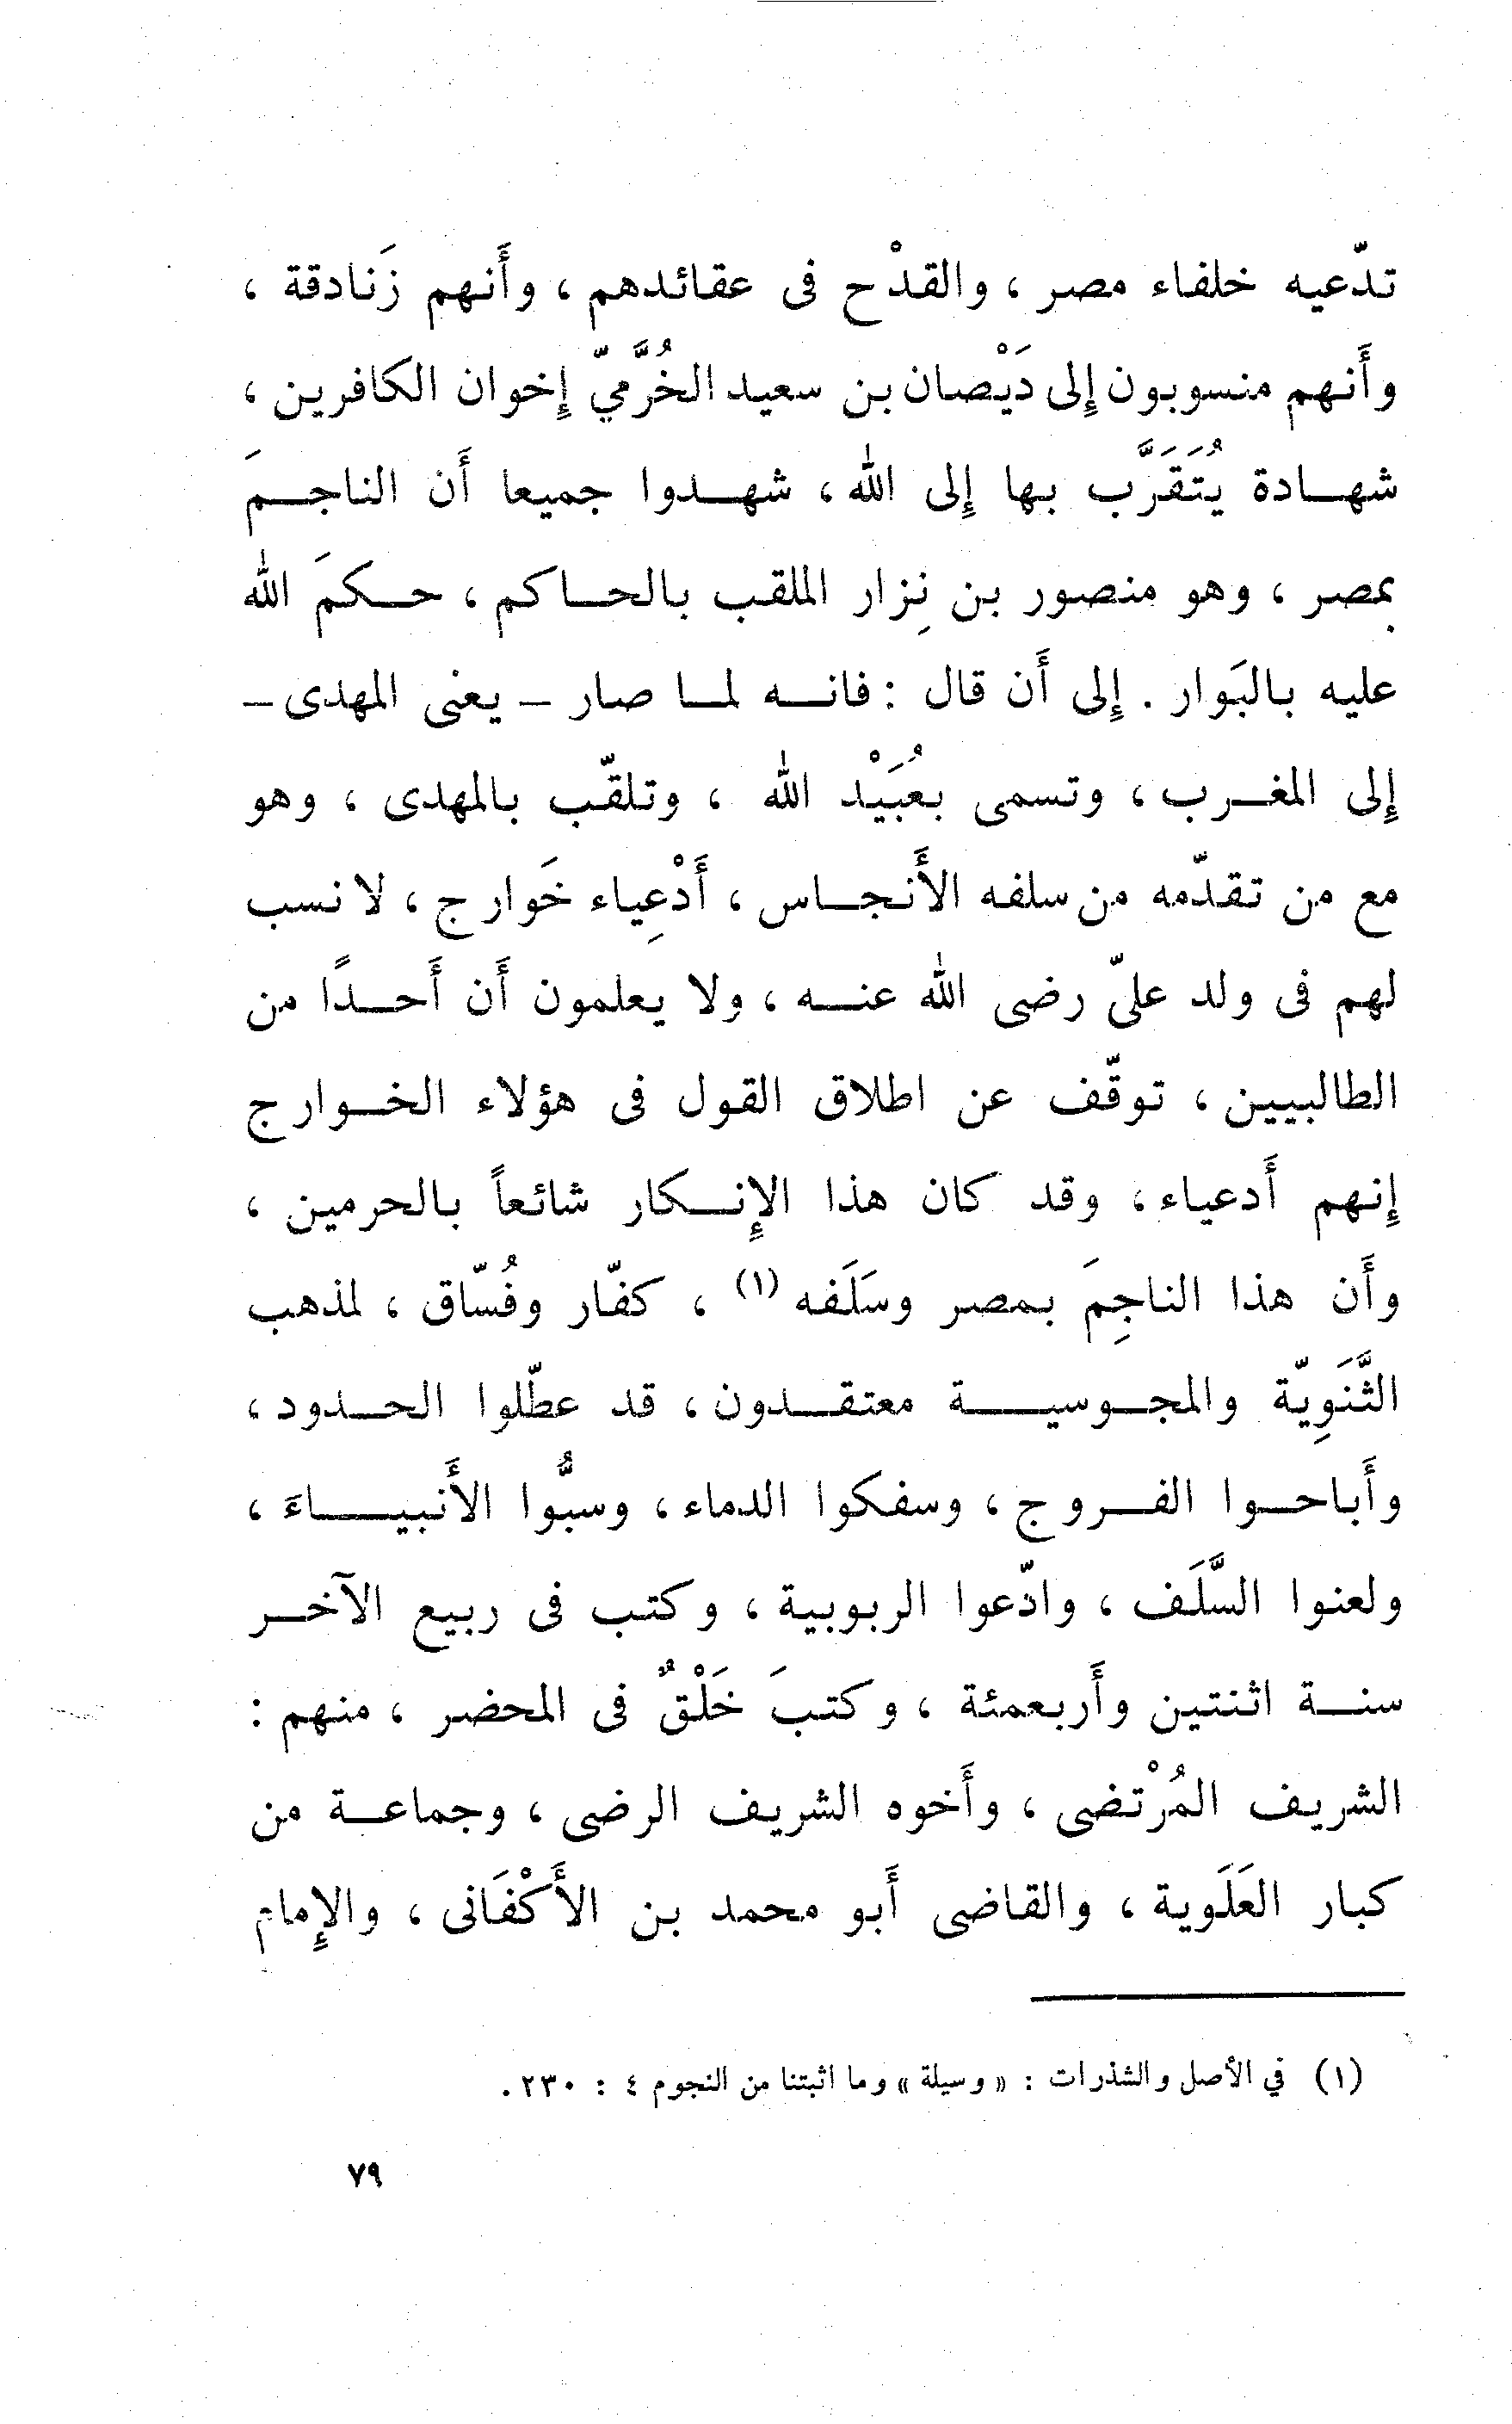 تدّعيه خلفاء مصر ، والقدْح فى عقائدهم ، وأَنهم زَنادقة ،
وأَنهم منسوبون إلى دَيْصان بن سعيد الخُرَّميّ إخوان الكافرين ،
شهادة يُتَقَرَّب بها إلى الله ، شهدوا جميعا أَن الناجمَ
بمصر ، وهو منصور بن نِزار الملقب بالحاكم ، حكمَ الله
عليه بالبَوار . إلى أَن قال : فانه لما صار – يعنى المهدى –
إلى المغرب ، وتسمى بعُبَيْد الله ، وتلقّب بالمهدى ، وهو
مع من تقدّمه من سلفه الأَنجاس ، أَدْعِياء خَوارج ، لا نسب
لهم فى ولد علىّ رضى الله عنه ، ولا يعلمون أَن أَحدًا من
الطالبيين ، توقّف عن اطلاق القول فى هؤلاء الخوارج
إنهم أَدعياء ، وقد كان هذا الإنكار شائعاً بالحرمين ،
وأَن هذا الناجِمَ بمصر وسَلَفه (١) ، كفّار وفُسّاق ، لمذهب
الثَّنَوِيّة والمجوسية معتقدون ، قد عطّلوا الحدود ،
وأَباحوا الفروج ، وسفكوا الدماء ، وسبُّوا الأَنبياءَ ،
ولعنوا السَّلَف ، وادّعوا الربوبية ، وكتب فى ربيع الآخر
سنة اثنتين وأَربعمئة ، وكتبَ خَلْقٌ فى المحضر ، منهم :
الشريف المُرْتضى ، وأَخوه الشريف الرضى ، وجماعة من
كبار العَلَوية ، والقاضى أَبو محمد بن الأَكْفَانى ، والإمام
(١) في الأصل والشذرات : « وسيلة » وما اثبتنا من النجوم ٤ : ٢٣٠ .
٧٩